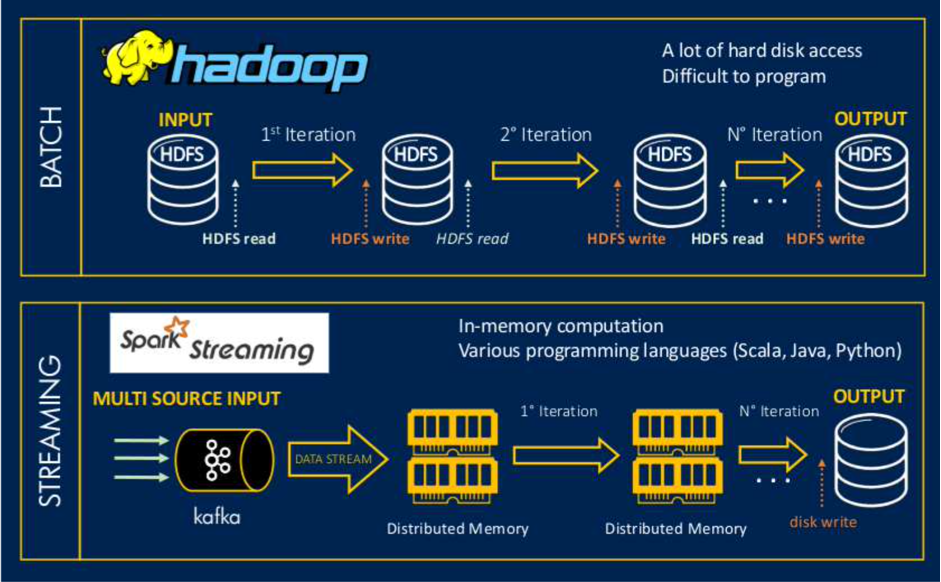 BATCH
hadoop
A lot of hard disk access
Difficult to program
INPUT
1st Iteration
2° Iteration
N° Iteration
OUTPUT
HDFS
HDFS
HDFS
HDFS
...
HDFS read
HDFS write
HDFS read
HDFS write
HDFS read
HDFS write
STREAMING
Spark Streaming
In-memory computation
Various programming languages (Scala, Java, Python)
MULTI SOURCE INPUT
1° Iteration
N° Iteration
OUTPUT
DATA STREAM
...
kafka
Distributed Memory
Distributed Memory
disk write